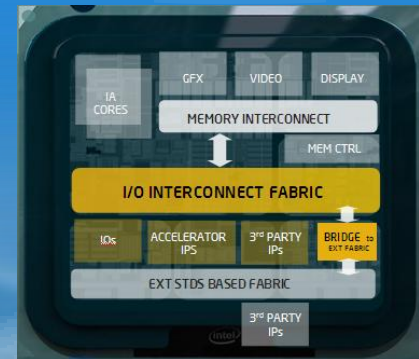 GFX VIDEO DISPLAY
IA
CORES
MEMORY INTERCONNECT
MEM CTRL
I/O INTERCONNECT FABRIC
IOs ACCELERATOR 3rd PARTY BRIDGE to
IPS IPs EXT FABRIC
EXT STDS BASED FABRIC
3rd PARTY
IPs
intel